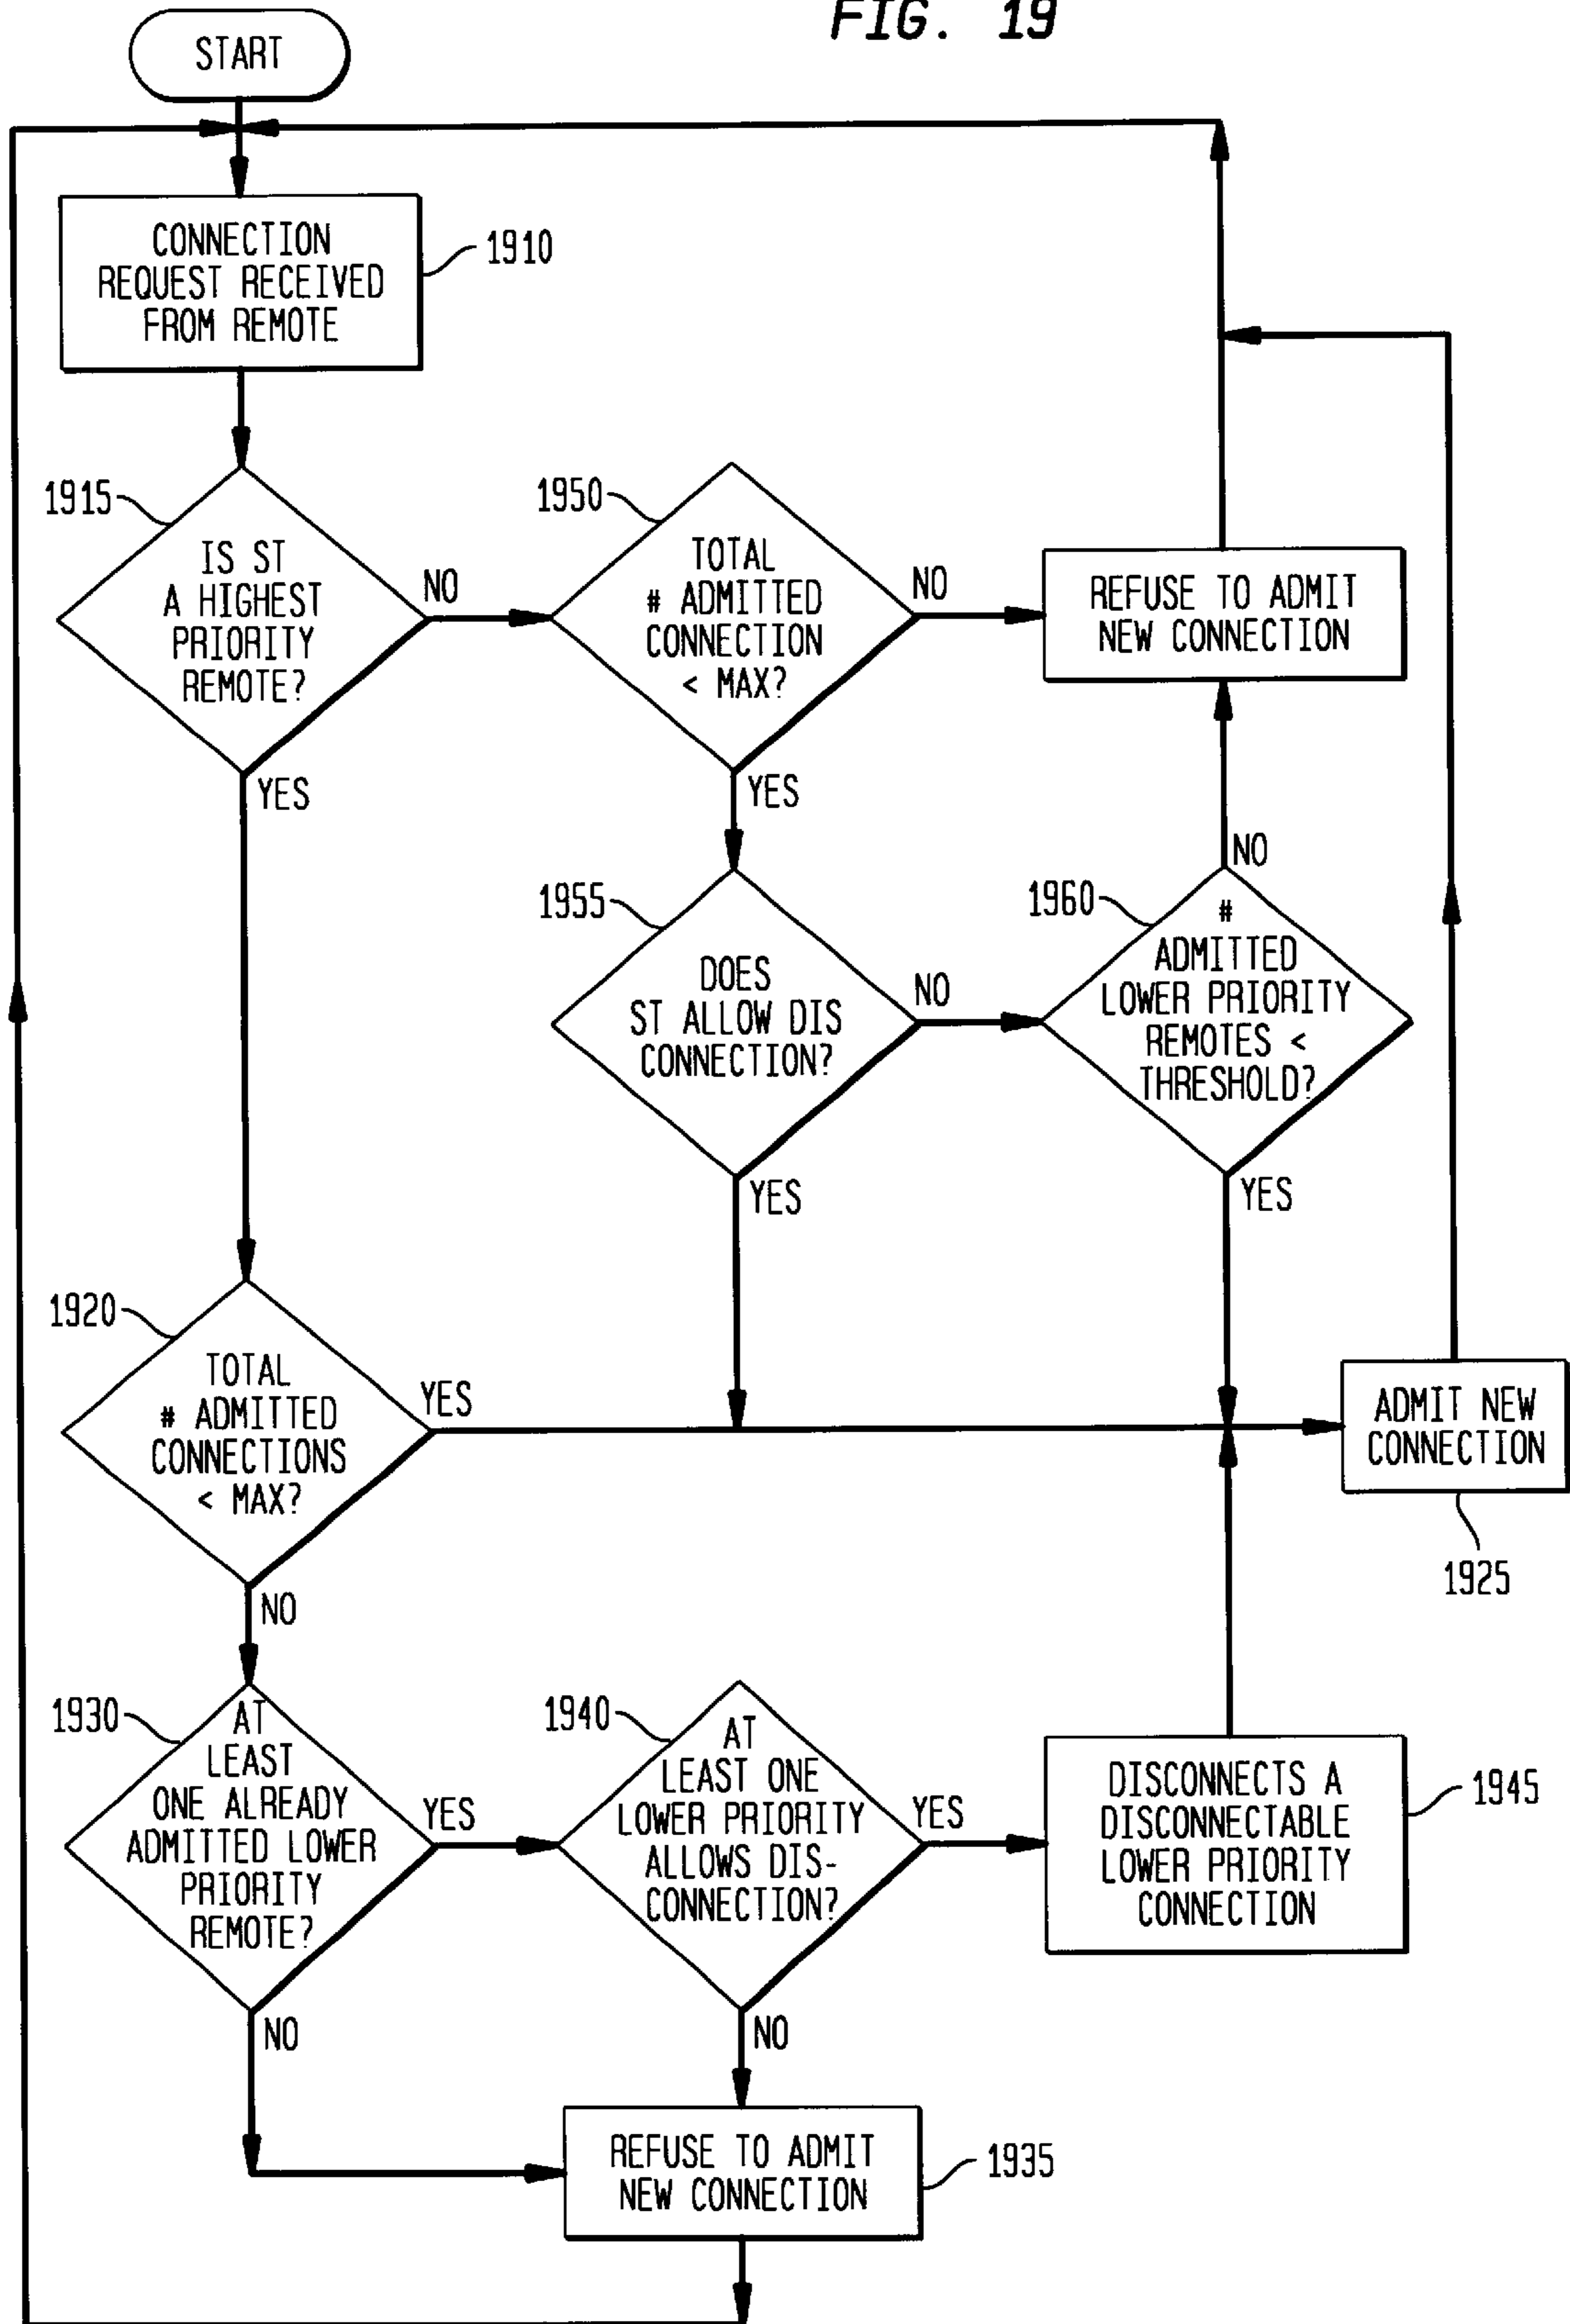 FIG. 19
START
CONNECTION
REQUEST RECEIVED
FROM REMOTE
1910
1915
IS ST
A HIGHEST
PRIORITY
REMOTE?
NO
YES
1950
TOTAL
# ADMITTED
CONNECTION
< MAX?
NO
YES
REFUSE TO ADMIT
NEW CONNECTION
1955
DOES
ST ALLOW DIS
CONNECTION?
NO
YES
1960
NO
#
ADMITTED
LOWER PRIORITY
REMOTES <
THRESHOLD?
YES
1920
TOTAL
# ADMITTED
CONNECTIONS
< MAX?
YES
NO
ADMIT NEW
CONNECTION
1925
1930
AT
LEAST
ONE ALREADY
ADMITTED LOWER
PRIORITY
REMOTE?
YES
NO
1940
AT
LEAST ONE
LOWER PRIORITY
ALLOWS DIS-
CONNECTION?
YES
NO
DISCONNECTS A
DISCONNECTABLE
LOWER PRIORITY
CONNECTION
1945
REFUSE TO ADMIT
NEW CONNECTION
1935